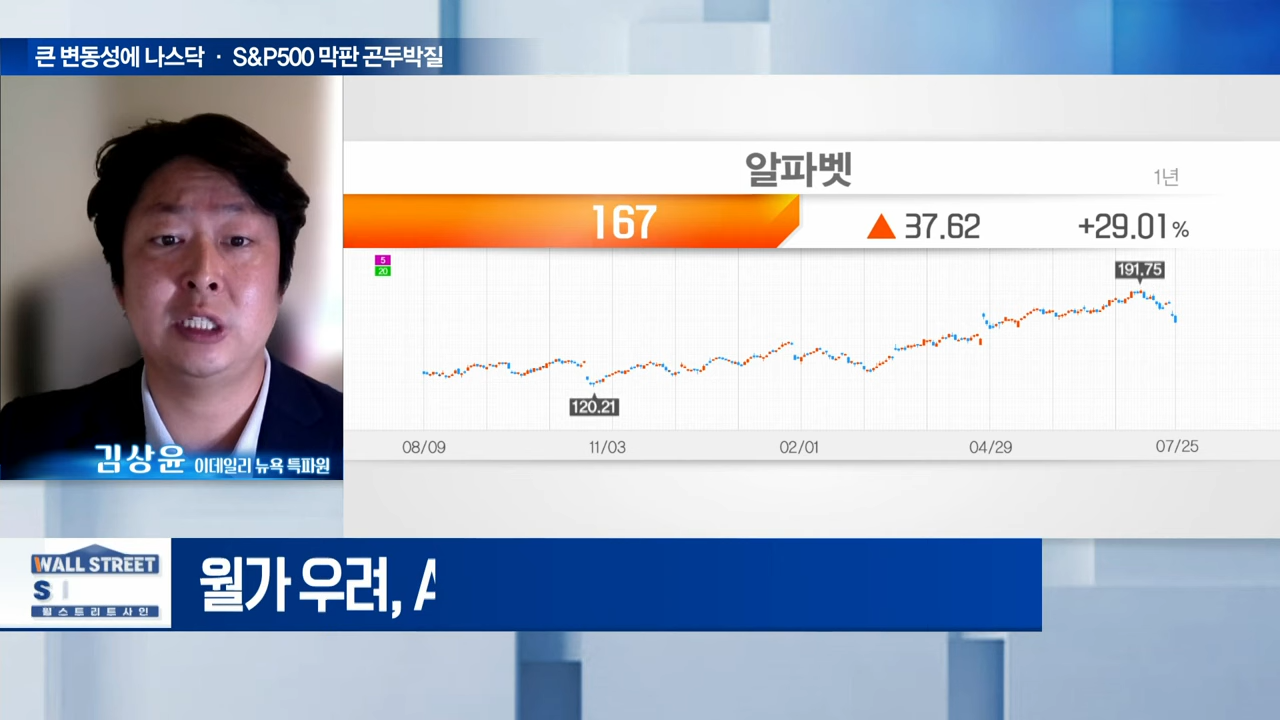 큰 변동성에 나스닥 · S&P500 막판 곤두박질
알파벳
1년
167
▲ 37.62
+29.01%
5
20
191.75
120.21
08/09
11/03
02/01
04/29
07/25
김상윤 이데일리 뉴욕 특파원
WALL STREET
S
월스트리트사인
월가 우려, A